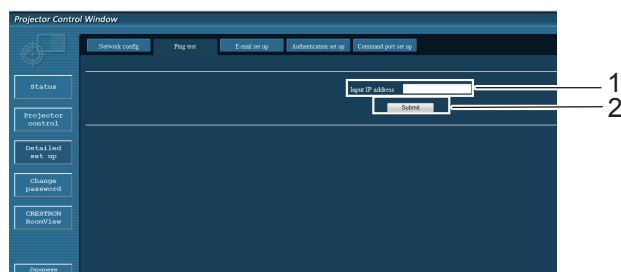 Projector Control Window
Network config Ping test E-mail set up Authentication set up Command port set up
Input IP address
1
Submit
2
Status
Projector
control
Detailed
set up
Change
password
CRESTRON
RoomView
Japanese